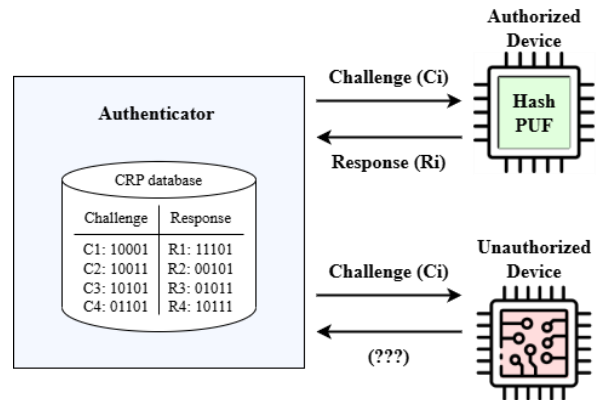 Authorized
Device
Challenge (Ci)
Hash
PUF
Response (Ri)
Authenticator
CRP database
Challenge Response
C1: 10001 R1: 11101
C2: 10011 R2: 00101
C3: 10101 R3: 01011
C4: 01101 R4: 10111
Unauthorized
Device
Challenge (Ci)
(???)